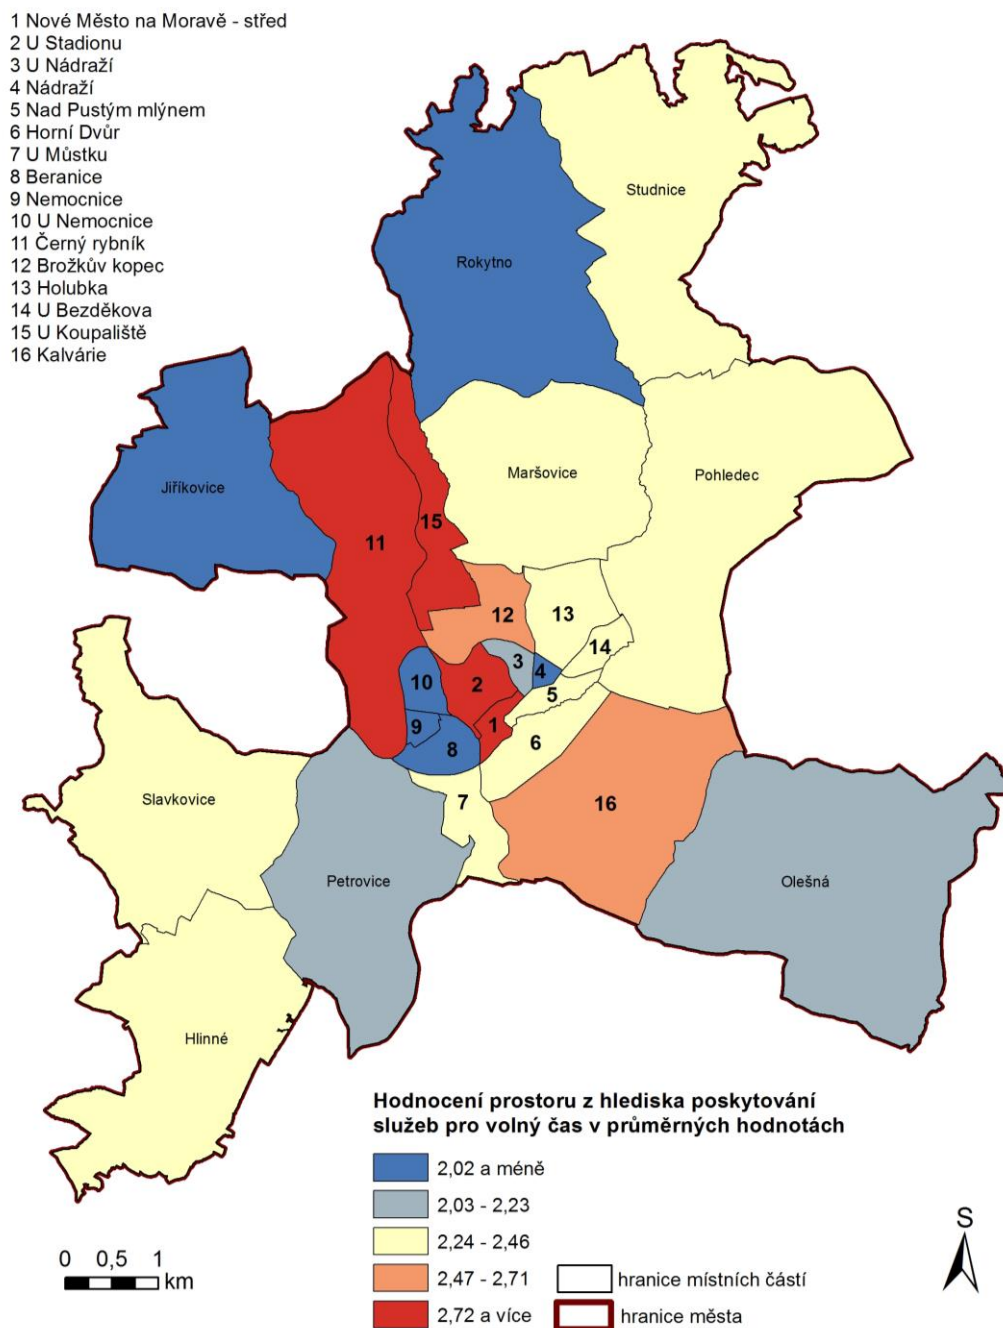 1 Nové Město na Moravě - střed
2 U Stadionu
3 U Nádraží
4 Nádraží
5 Nad Pustým mlýnem
6 Horní Dvůr
7 U Můstku
8 Beranice
9 Nemocnice
10 U Nemocnice
11 Černý rybník
12 Brožkův kopec
13 Holubka
14 U Bezděkova
15 U Koupaliště
16 Kalvárie
Studnice
Rokytno
Maršovice
Pohledec
Jiříkovice
15
11
12
13
14
3
4
10
2
5
1
9
6
8
7
16
Slavkovice
Petrovice
Olešná
Hlinné
Hodnocení prostoru z hlediska poskytování
služeb pro volný čas v průměrných hodnotách
2,02 a méně
2,03 - 2,23
2,24 - 2,46
2,47 - 2,71
2,72 a více
hranice místních částí
hranice města
0 0,5 1
km
S